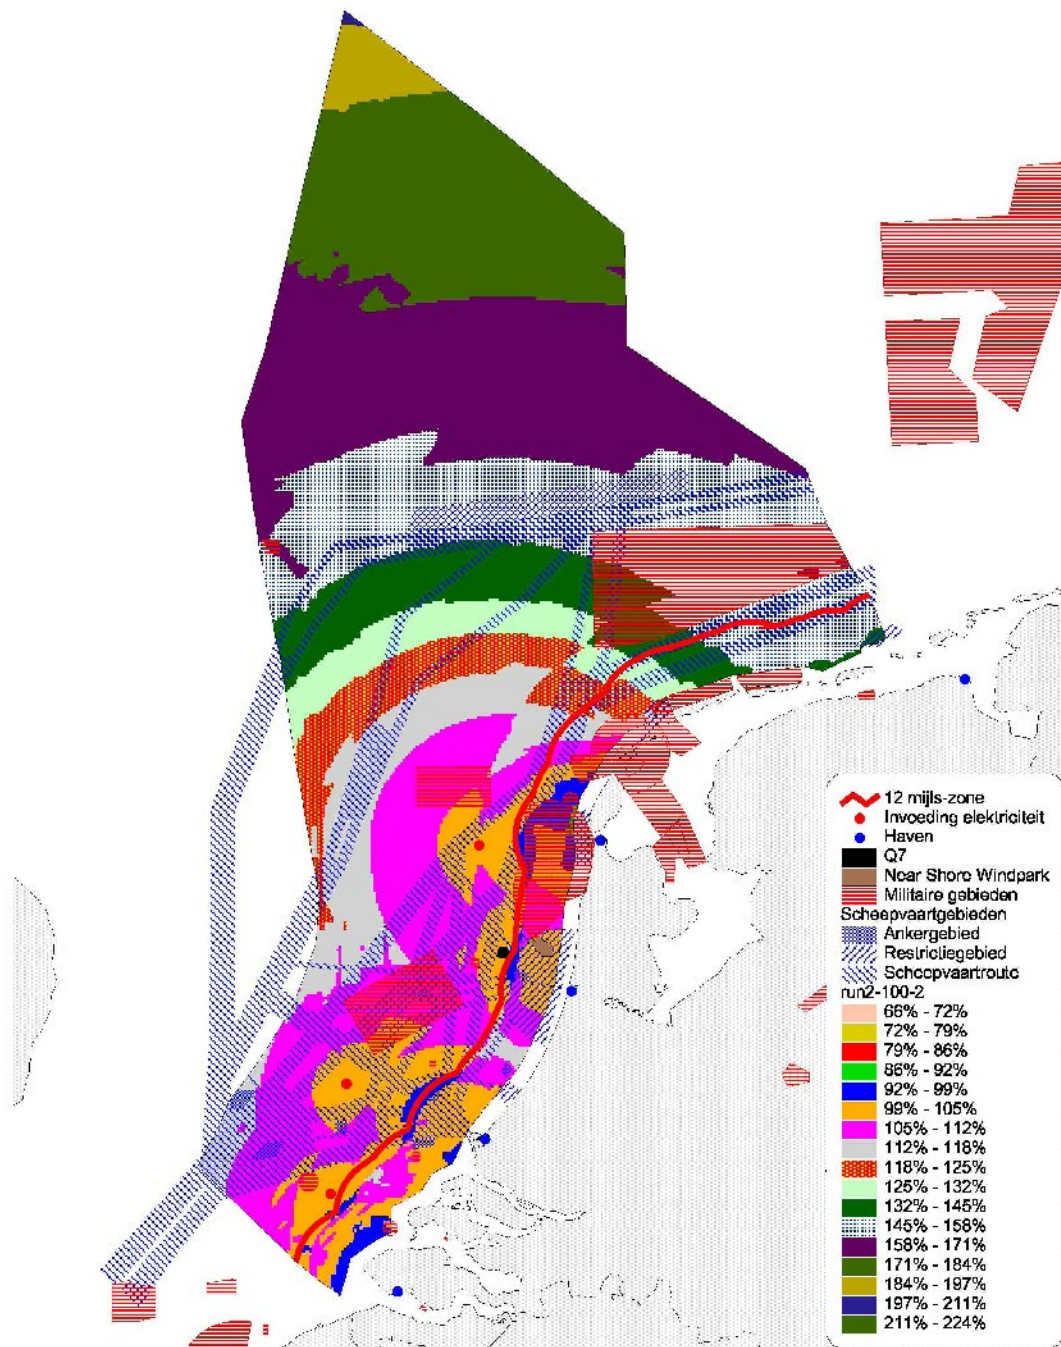 12 mijls-zone
Invoeding elektriciteit
Haven
Q7
Near Shore Windpark
Militaire gebieden
Scheepvaartgebieden
Ankergebied
Restrictiegebied
Scheepvaartroute
run2-100-2
66% - 72%
72% - 79%
79% - 86%
86% - 92%
92% - 99%
99% - 105%
105% - 112%
112% - 118%
118% - 125%
125% - 132%
132% - 145%
145% - 158%
158% - 171%
171% - 184%
184% - 197%
197% - 211%
211% - 224%